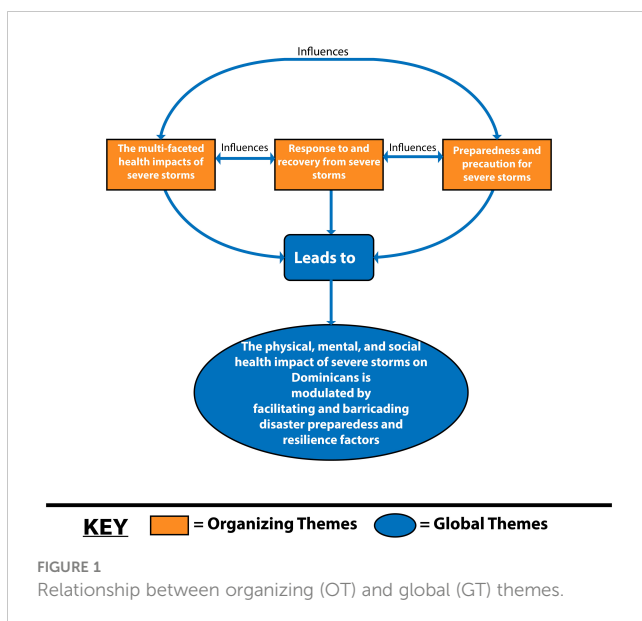 Influences
The multi-faceted
health impacts of
severe storms
Influences
Response to and
recovery from severe
storms
Influences
Preparedness and
precaution for
severe storms
Leads to
The physical, mental, and social
health impact of severe storms on
Dominicans is
modulated by
facilitating and barricading
disaster preparedess and
resilience factors
KEY
= Organizing Themes
= Global Themes
FIGURE 1
Relationship between organizing (OT) and global (GT) themes.